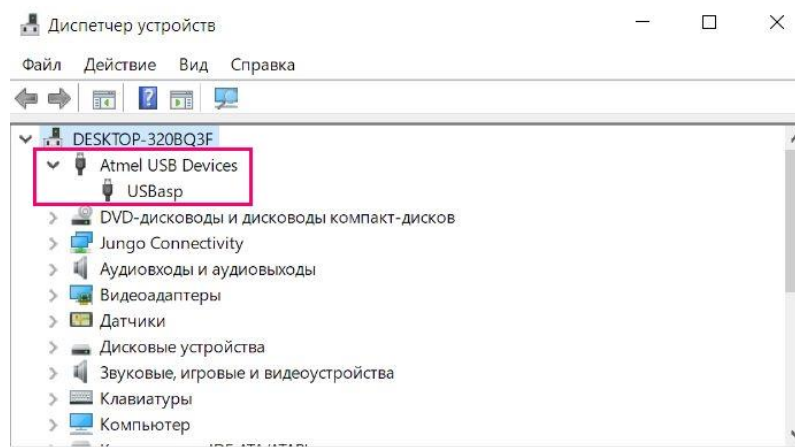 Диспетчер устройств
Файл Действие Вид Справка
DESKTOP-320BQ3F
Atmel USB Devices
USBasp
DVD-дисководы и дисководы компакт-дисков
Jungo Connectivity
Аудиовходы и аудиовыходы
Видеоадаптеры
Датчики
Дисковые устройства
Звуковые, игровые и видеоустройства
Клавиатуры
Компьютер